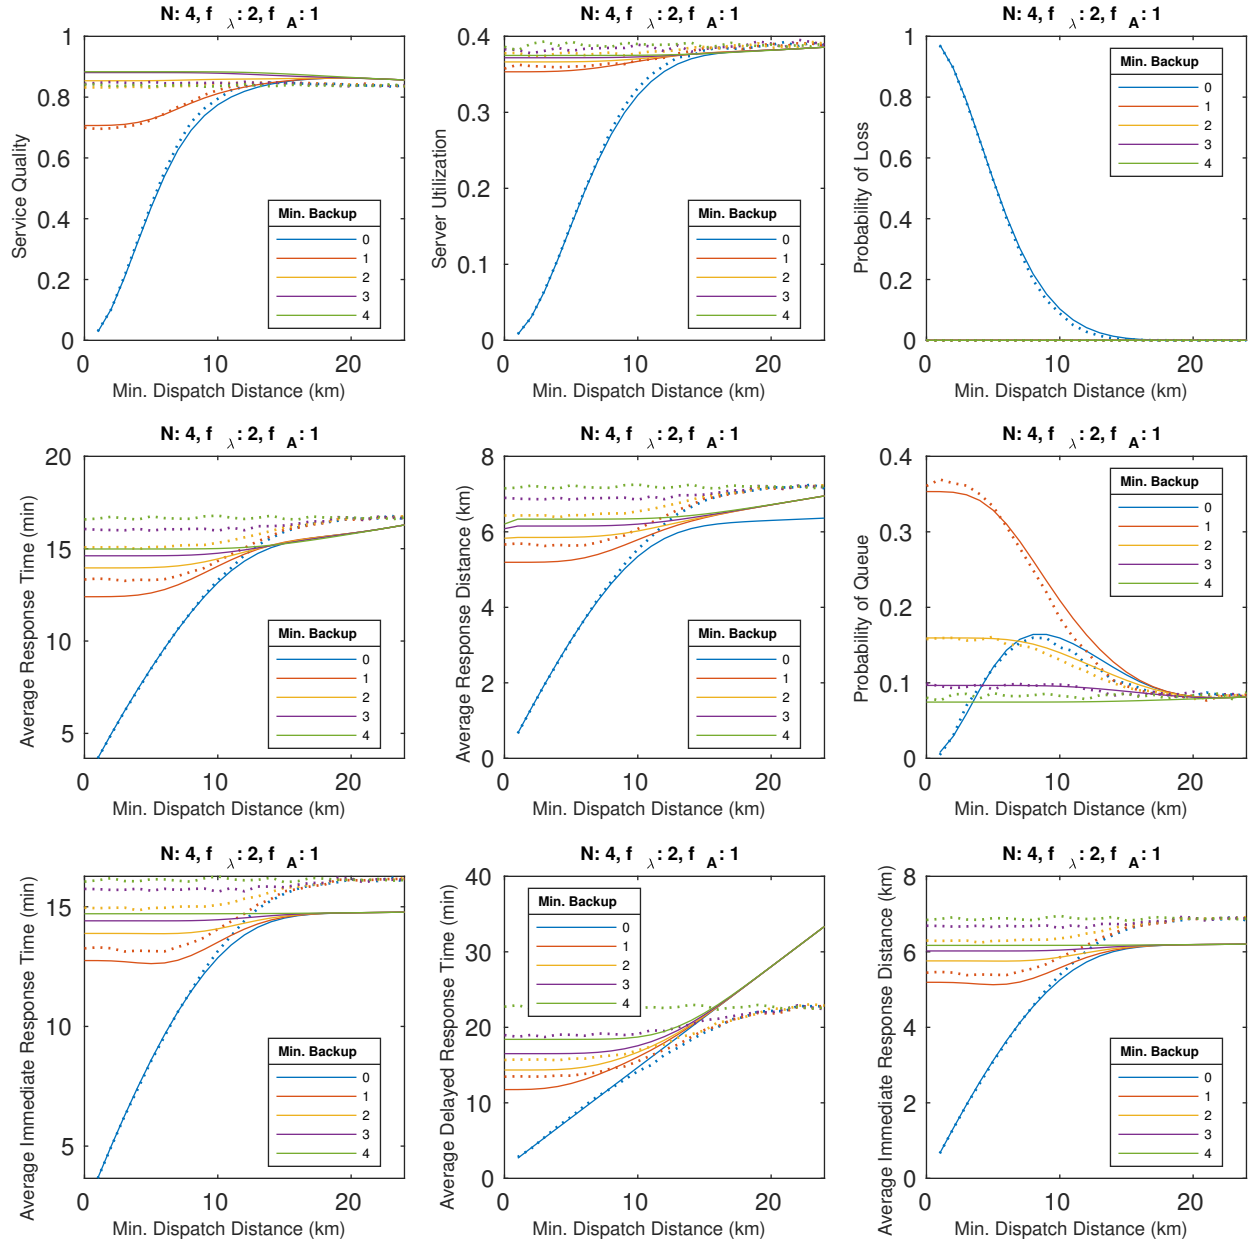 N: 4, f λ: 2, f A: 1
Service Quality
1
0.8
0.6
0.4
0.2
0
0 10 20
Min. Dispatch Distance (km)
Min. Backup
0
1
2
3
4
N: 4, f λ: 2, f A: 1
Server Utilization
0.4
0.3
0.2
0.1
0
0 10 20
Min. Dispatch Distance (km)
Min. Backup
0
1
2
3
4
N: 4, f λ: 2, f A: 1
Probability of Loss
1
0.8
0.6
0.4
0.2
0
0 10 20
Min. Dispatch Distance (km)
Min. Backup
0
1
2
3
4
N: 4, f λ: 2, f A: 1
Average Response Time (min)
20
15
10
5
0 10 20
Min. Dispatch Distance (km)
Min. Backup
0
1
2
3
4
N: 4, f λ: 2, f A: 1
Average Response Distance (km)
8
6
4
2
0
0 10 20
Min. Dispatch Distance (km)
Min. Backup
0
1
2
3
4
N: 4, f λ: 2, f A: 1
Probability of Queue
0.4
0.3
0.2
0.1
0
0 10 20
Min. Dispatch Distance (km)
Min. Backup
0
1
2
3
4
N: 4, f λ: 2, f A: 1
Average Immediate Response Time (min)
15
10
5
0 10 20
Min. Dispatch Distance (km)
Min. Backup
0
1
2
3
4
N: 4, f λ: 2, f A: 1
Average Delayed Response Time (min)
40
30
20
10
0
0 10 20
Min. Dispatch Distance (km)
Min. Backup
0
1
2
3
4
N: 4, f λ: 2, f A: 1
Average Immediate Response Distance (km)
8
6
4
2
0
0 10 20
Min. Dispatch Distance (km)
Min. Backup
0
1
2
3
4